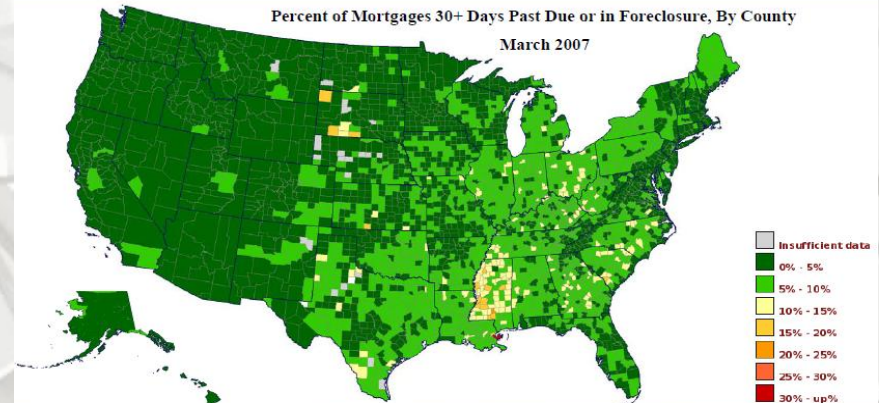 Percent of Mortgages 30+ Days Past Due or in Foreclosure, By County
March 2007
Insufficient data
0% - 5%
5% - 10%
10% - 15%
15% - 20%
20% - 25%
25% - 30%
30% - up%